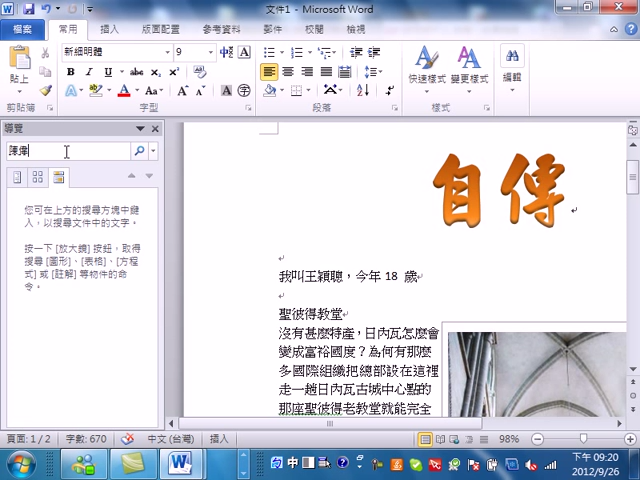 文件1 - Microsoft Word
檔案 常用 插入 版面配置 參考資料 郵件 校閱 檢視
貼上 新細明體 9 快速樣式 變更樣式 編輯
B I U abc x₂ x²
剪貼簿 字型 段落 樣式
導覽
陳偉
您可在上方的搜尋方塊中鍵
入，以搜尋文件中的文字。
按一下 [放大鏡] 按鈕，取得
搜尋 [圖形]、[表格]、[方程
式] 或 [註解] 等物件的命
令。
自傳
我叫王穎聰，今年 18 歲
聖彼得教堂
沒有甚麼特產，日內瓦怎麼會
變成富裕國度？為何有那麼
多國際組織把總部設在這裡
走一趟日內瓦古城中心點的
那座聖彼得老教堂就能完全
頁面: 1 / 2 字數: 670 中文 (台灣) 插入 98%
中 下午 09:20
2012/9/26